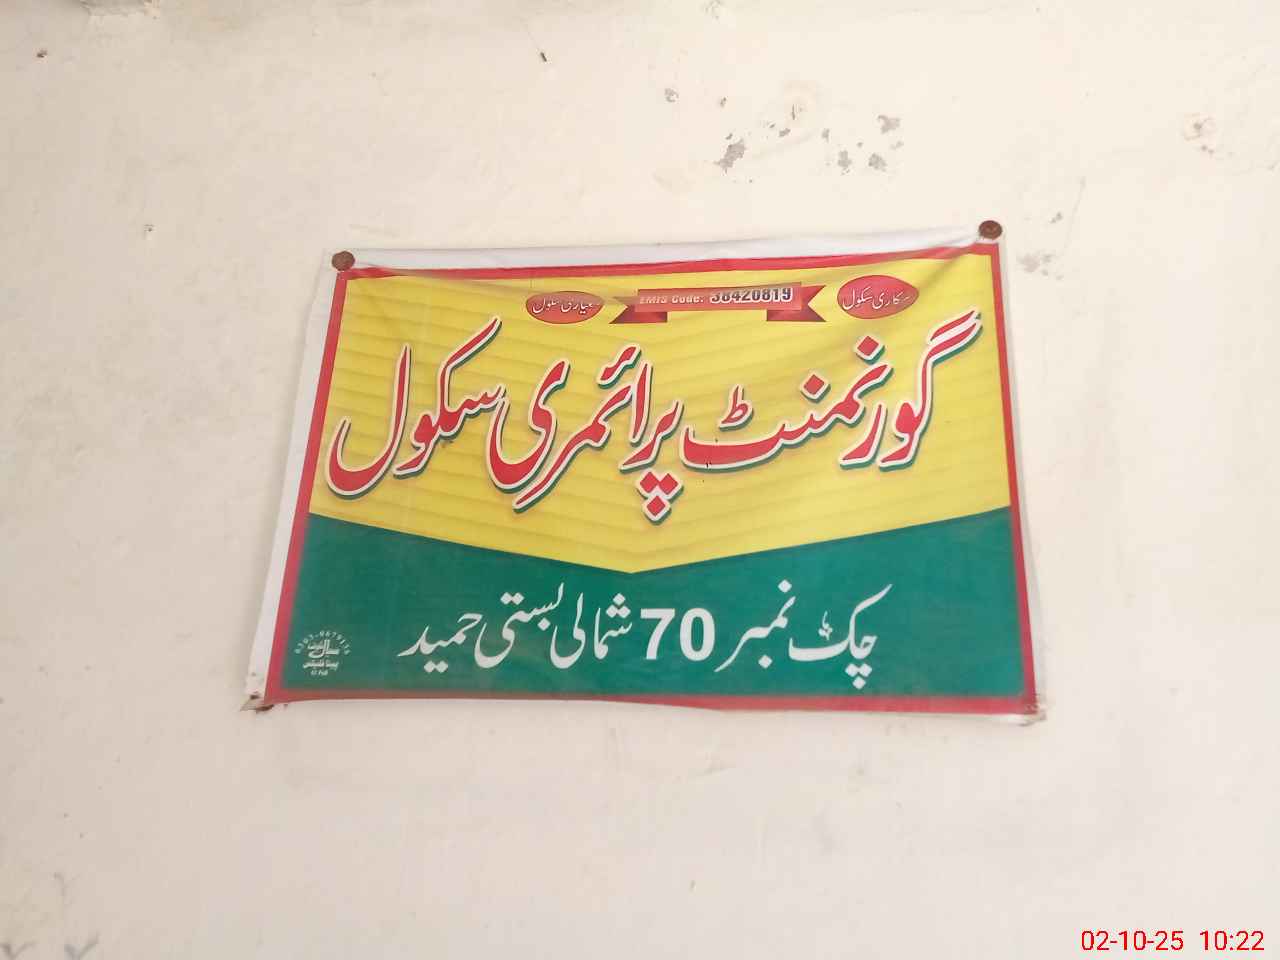 سرکاری سکول EMIS Code: 38420819 معیاری سکول
گورنمنٹ پرائمری سکول
چک نمبر 70 شمالی بستی حمید
02-10-25 10:22